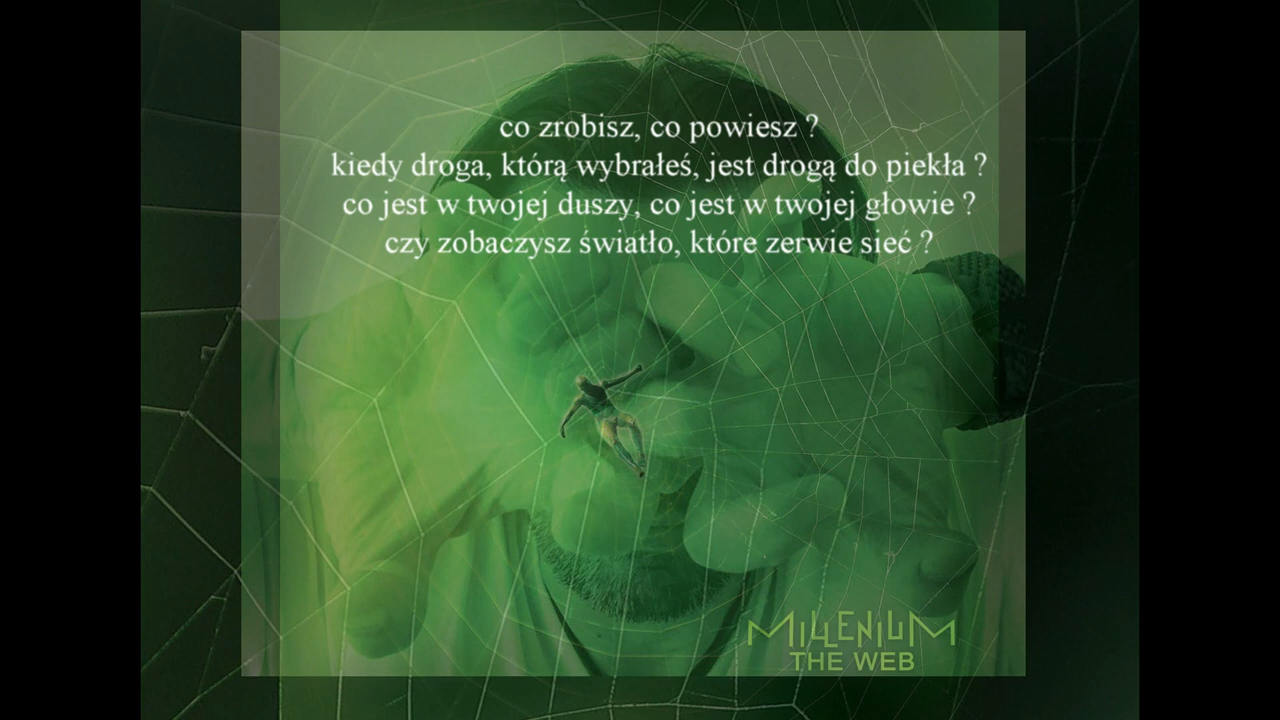 co zrobisz, co powiesz ?
kiedy droga, którą wybrałeś, jest drogą do piekła ?
co jest w twojej duszy, co jest w twojej głowie ?
czy zobaczysz światło, które zerwie sieć ?
MILLENIUM
THE WEB